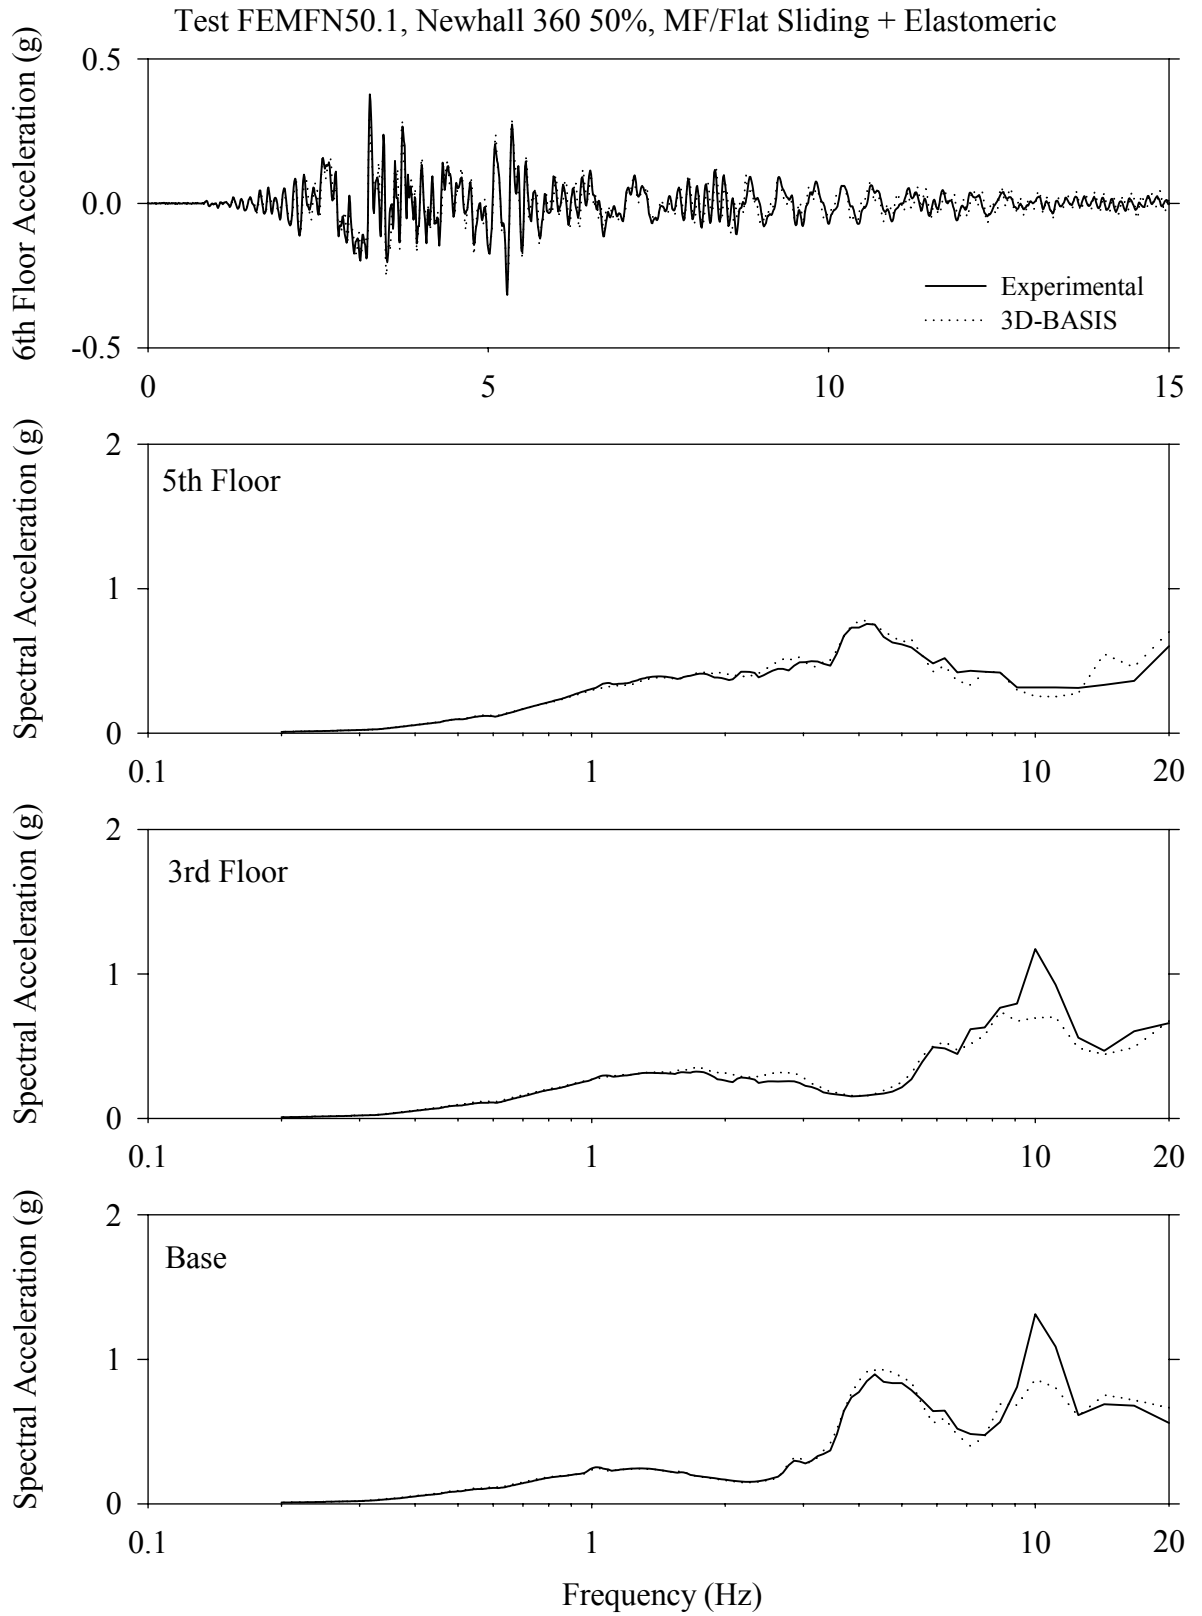 Test FEMFN50.1, Newhall 360 50%, MF/Flat Sliding + Elastomeric
6th Floor Acceleration (g)
0.5
0.0
-0.5
Experimental
3D-BASIS
0 5 10 15
Spectral Acceleration (g)
2
5th Floor
1
0
0.1 1 10 20
Spectral Acceleration (g)
2
3rd Floor
1
0
0.1 1 10 20
Spectral Acceleration (g)
2
Base
1
0
0.1 1 10 20
Frequency (Hz)